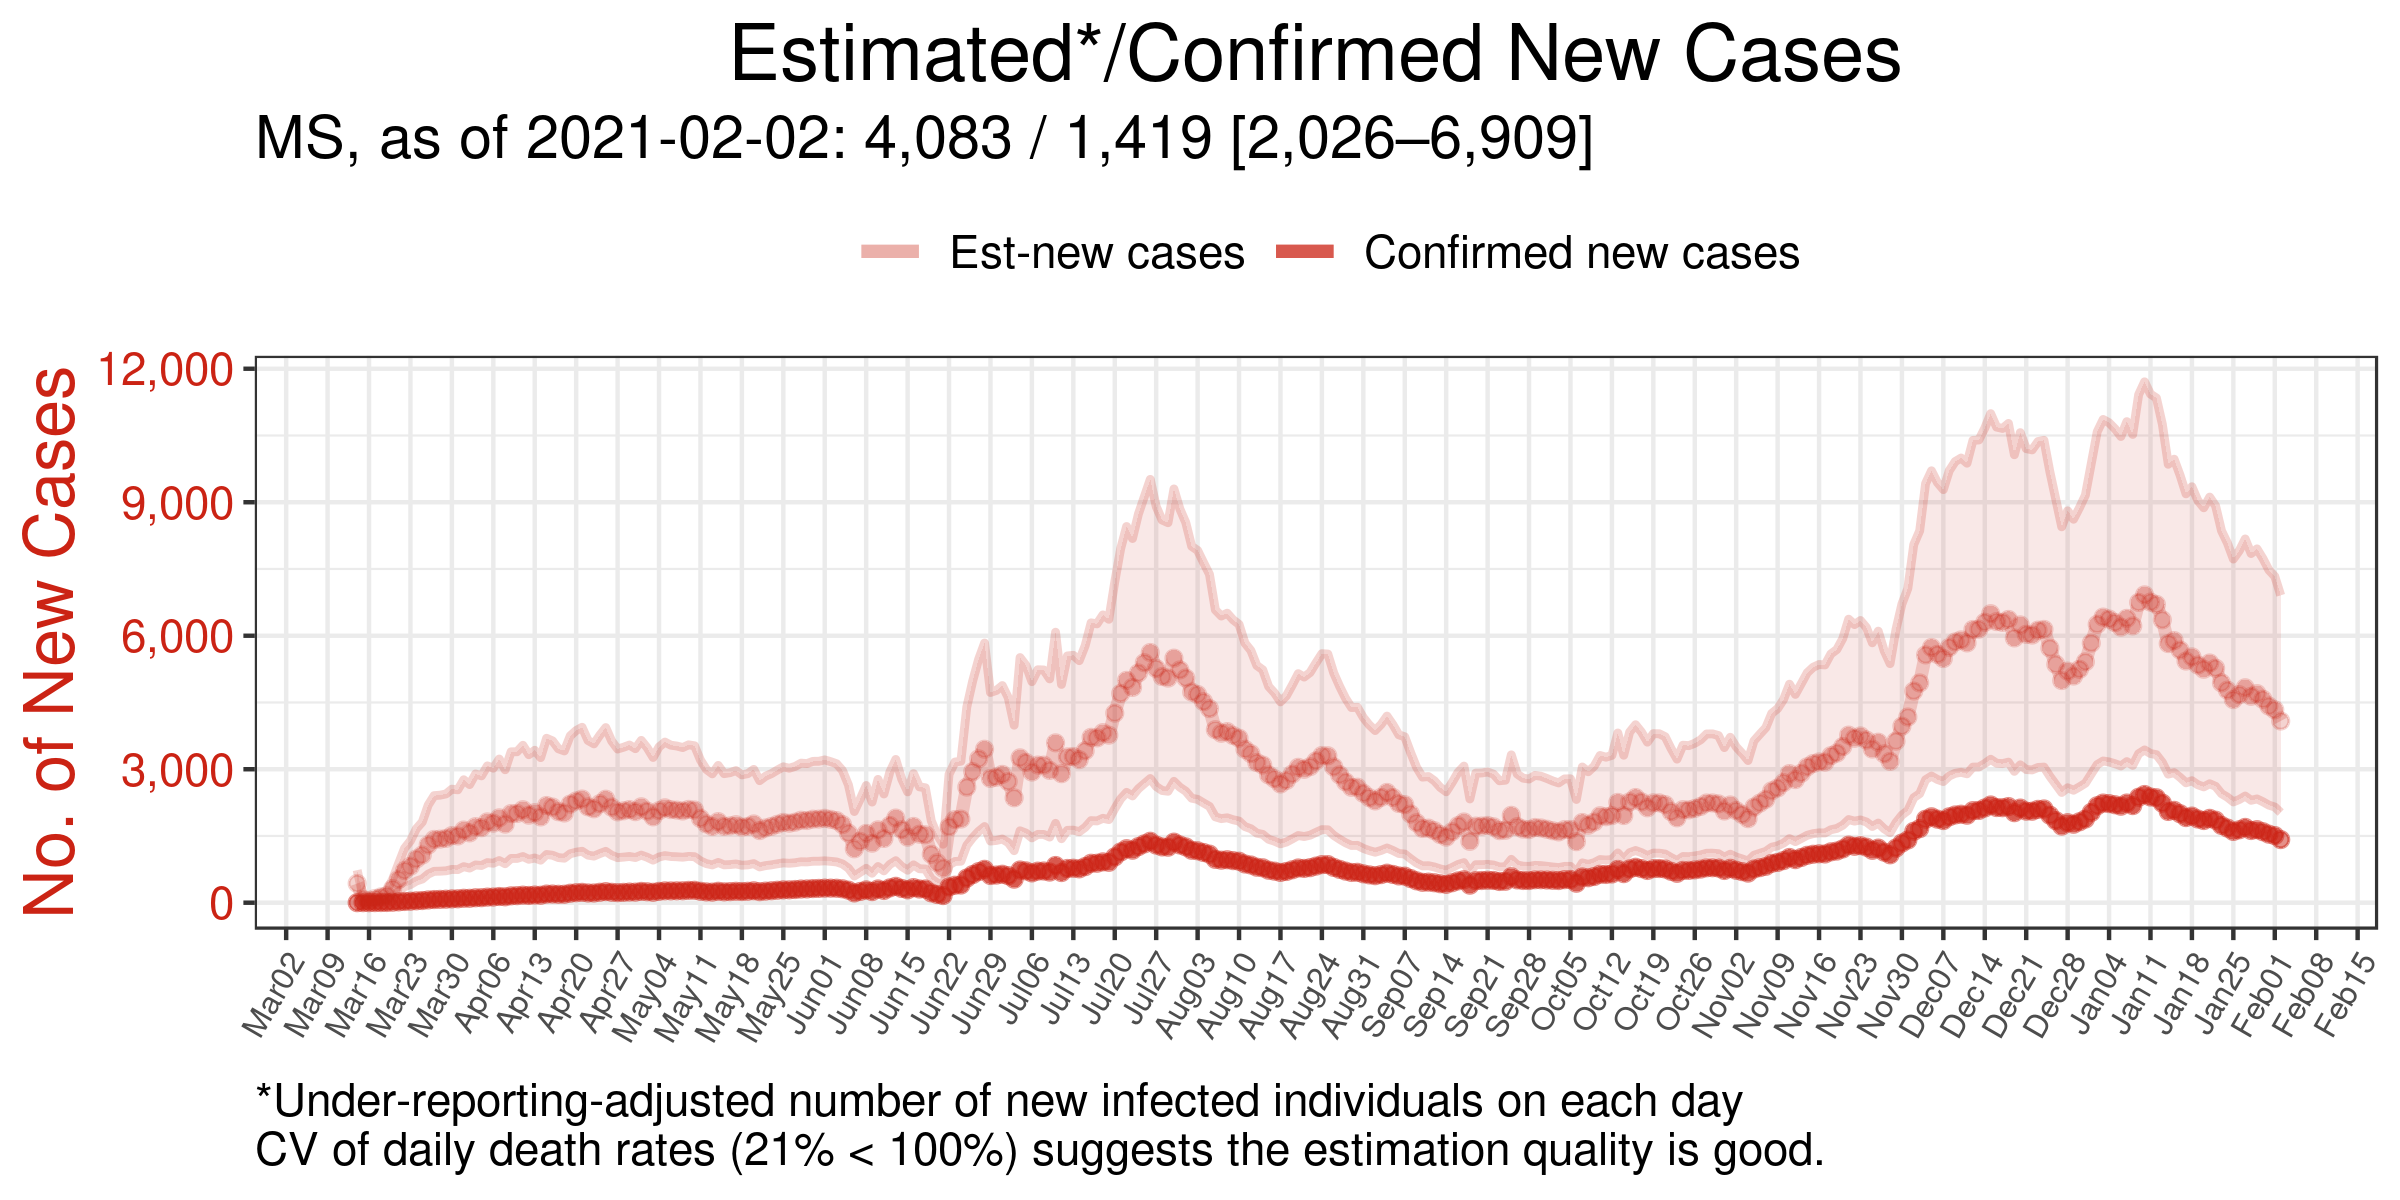 Estimated*/Confirmed New Cases
MS, as of 2021-02-02: 4,083 / 1,419 [2,026–6,909]
Est-new cases
Confirmed new cases
No. of New Cases
12,000
9,000
6,000
3,000
0
Mar02
Mar09
Mar16
Mar23
Mar30
Apr06
Apr13
Apr20
Apr27
May04
May11
May18
May25
Jun01
Jun08
Jun15
Jun22
Jun29
Jul06
Jul13
Jul20
Jul27
Aug03
Aug10
Aug17
Aug24
Aug31
Sep07
Sep14
Sep21
Sep28
Oct05
Oct12
Oct19
Oct26
Nov02
Nov09
Nov16
Nov23
Nov30
Dec07
Dec14
Dec21
Dec28
Jan04
Jan11
Jan18
Jan25
Feb01
Feb08
Feb15
*Under-reporting-adjusted number of new infected individuals on each day
CV of daily death rates (21% < 100%) suggests the estimation quality is good.